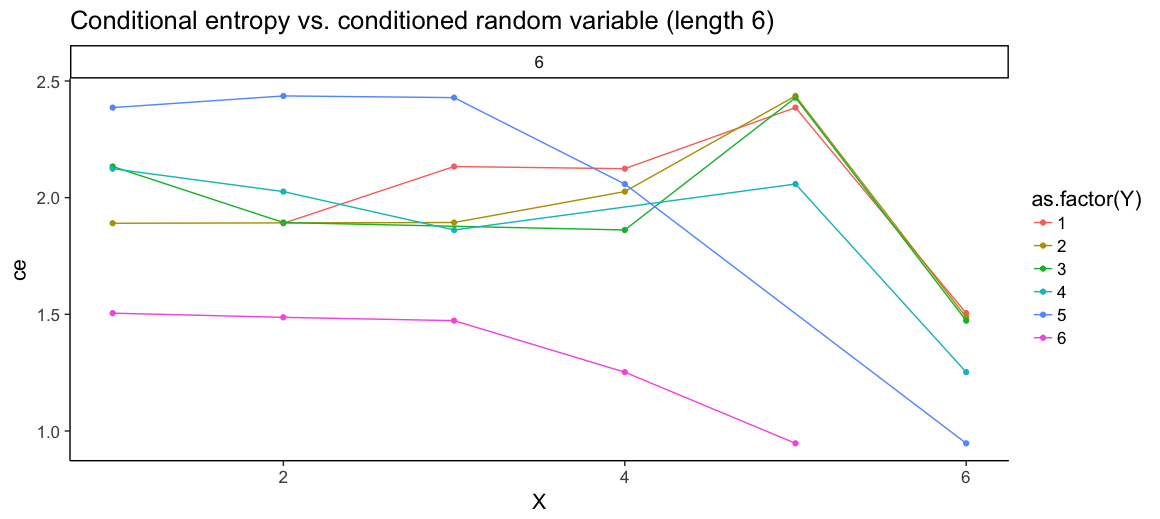 Conditional entropy vs. conditioned random variable (length 6)
6
2.5
2.0
1.5
1.0
ce
2 4 6
X
as.factor(Y)
1
2
3
4
5
6